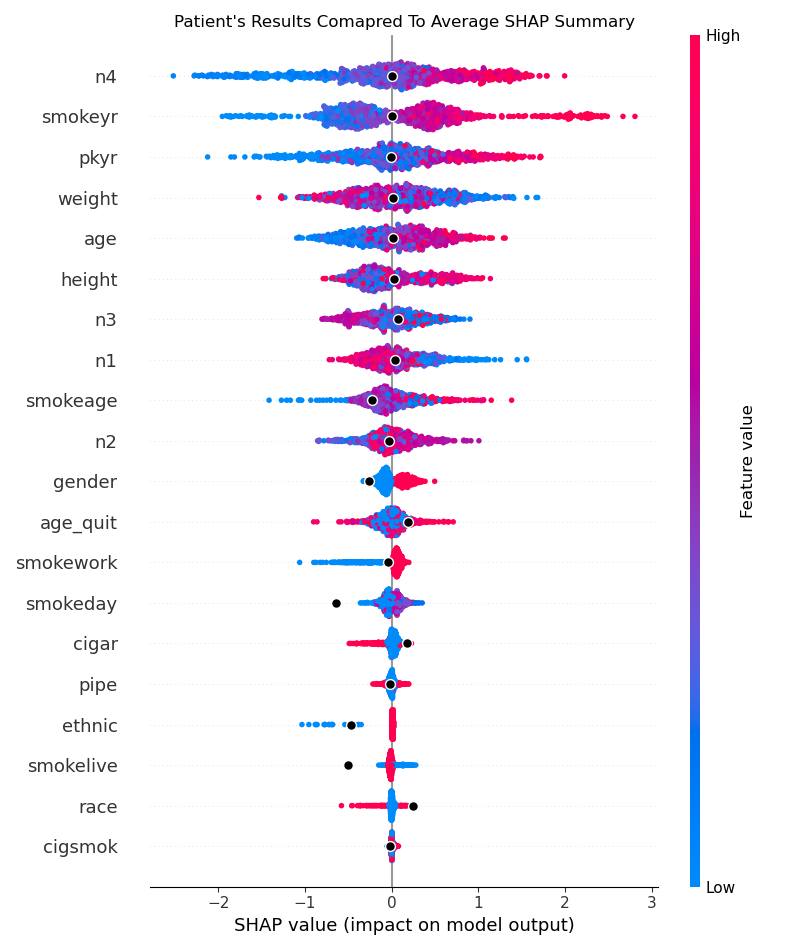 Patient's Results Comapred To Average SHAP Summary
High
n4
smokeyr
pkyr
weight
age
height
n3
n1
smokeage
n2
gender
age_quit
smokework
smokeday
cigar
pipe
ethnic
smokelive
race
cigsmok
Feature value
Low
−2 −1 0 1 2 3
SHAP value (impact on model output)